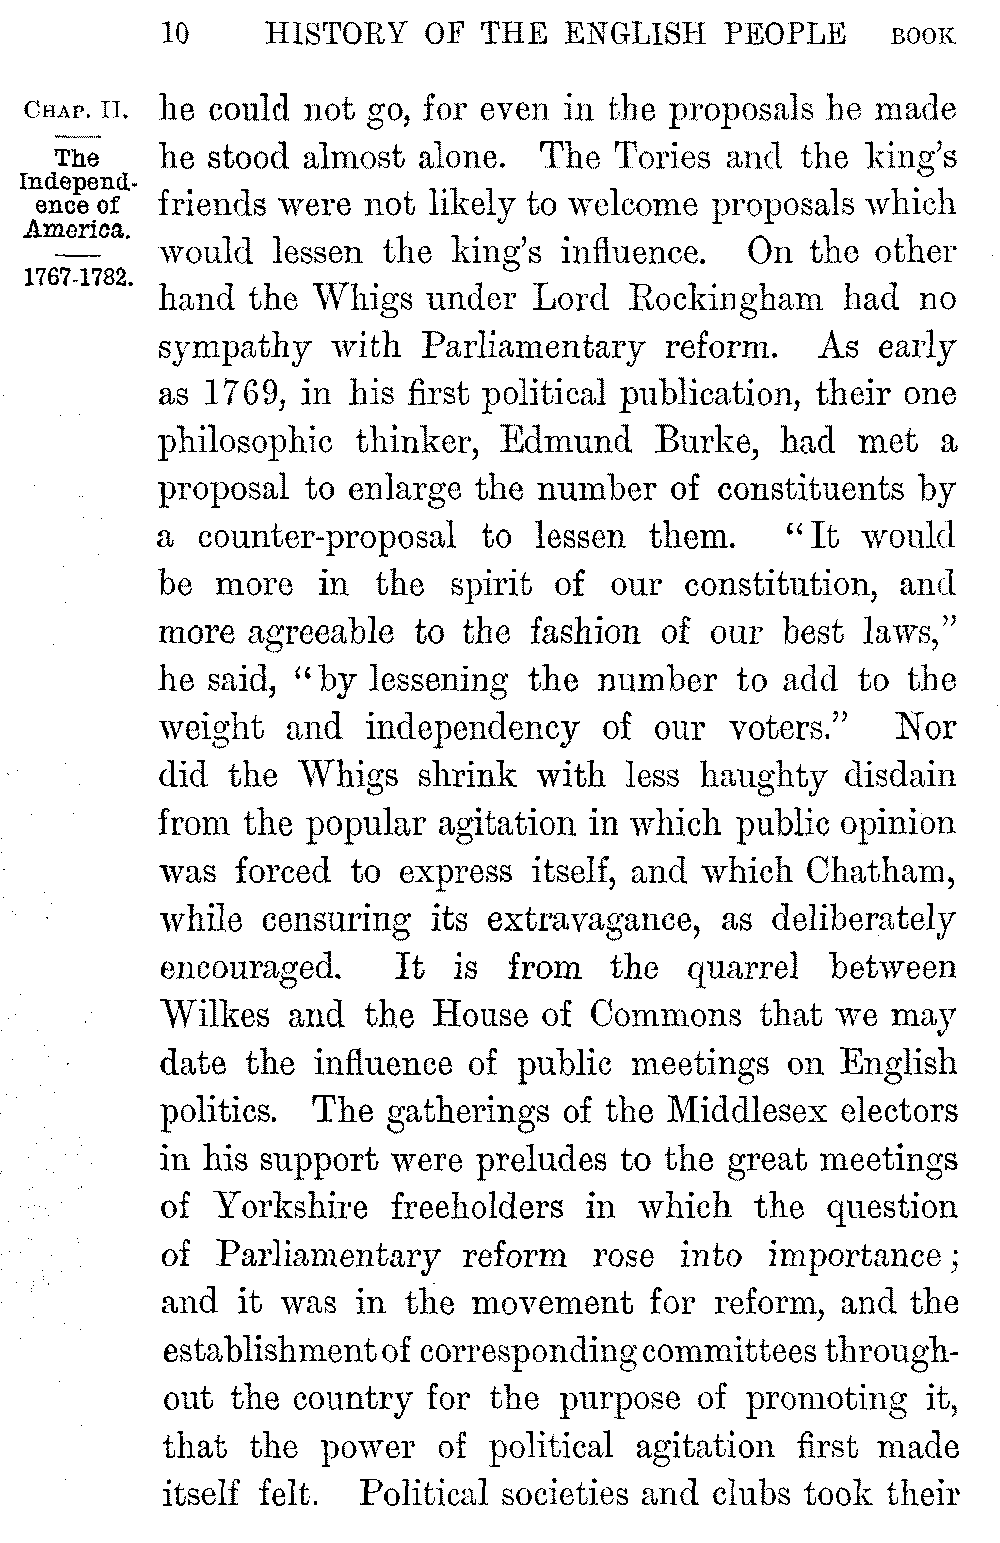 10 HISTORY OF THE ENGLISH PEOPLE BOOK
CHAP. II.
The
Independ-
ence of
America.
1767-1782.
he could not go, for even in the proposals he made
he stood almost alone. The Tories and the king's
friends were not likely to welcome proposals which
would lessen the king's influence. On the other
hand the Whigs under Lord Rockingham had no
sympathy with Parliamentary reform. As early
as 1769, in his first political publication, their one
philosophic thinker, Edmund Burke, had met a
proposal to enlarge the number of constituents by
a counter-proposal to lessen them. "It would
be more in the spirit of our constitution, and
more agreeable to the fashion of our best laws,"
he said, "by lessening the number to add to the
weight and independency of our voters." Nor
did the Whigs shrink with less haughty disdain
from the popular agitation in which public opinion
was forced to express itself, and which Chatham,
while censuring its extravagance, as deliberately
encouraged. It is from the quarrel between
Wilkes and the House of Commons that we may
date the influence of public meetings on English
politics. The gatherings of the Middlesex electors
in his support were preludes to the great meetings
of Yorkshire freeholders in which the question
of Parliamentary reform rose into importance;
and it was in the movement for reform, and the
establishment of corresponding committees through-
out the country for the purpose of promoting it,
that the power of political agitation first made
itself felt. Political societies and clubs took their